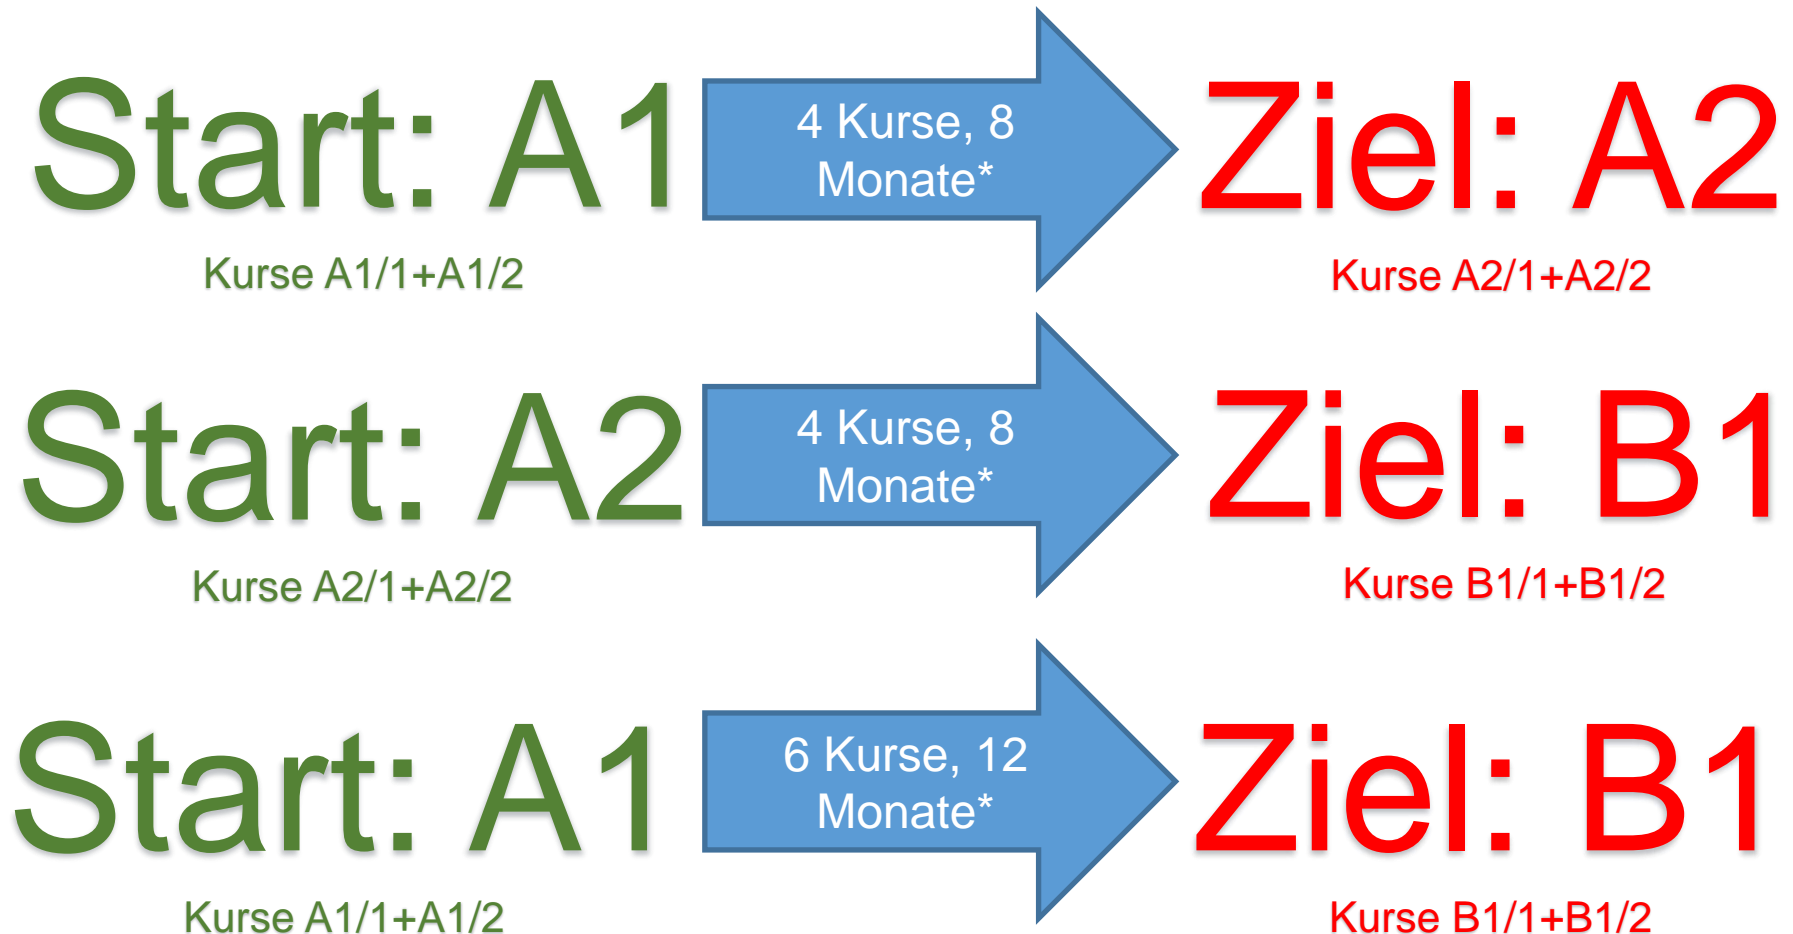 Start: A1
4 Kurse, 8
Monate*
Ziel: A2
Kurse A1/1+A1/2
Kurse A2/1+A2/2
Start: A2
4 Kurse, 8
Monate*
Ziel: B1
Kurse A2/1+A2/2
Kurse B1/1+B1/2
Start: A1
6 Kurse, 12
Monate*
Ziel: B1
Kurse A1/1+A1/2
Kurse B1/1+B1/2